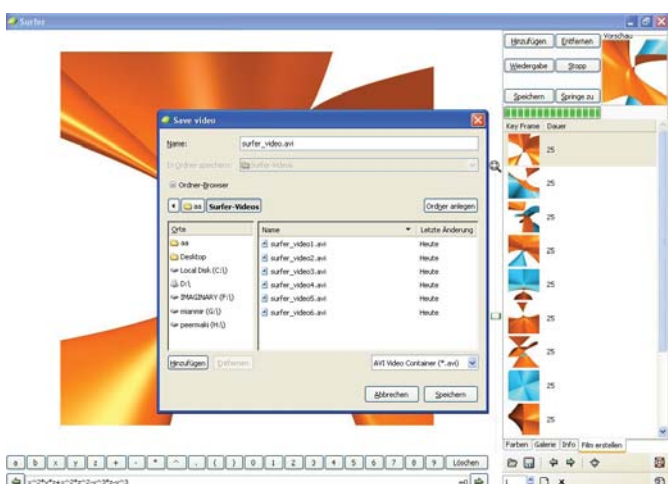 Surfer
Hinzufügen Entfernen Vorschau
Wiedergabe Stopp
Speichern Springe zu
Key Frame Dauer
25
25
25
25
25
25
25
25
25
Save video
Name: surfer_video.avi
In Ordner speichern: Surfer-Videos
Ordner-Browser
aa Surfer-Videos Ordner anlegen
Orte Name Letzte Änderung
aa surfer_video1.avi Heute
Desktop surfer_video2.avi Heute
Local Disk (C:\) surfer_video3.avi Heute
D:\ surfer_video4.avi Heute
IMAGINARY (F:\) surfer_video5.avi Heute
surfer_video6.avi Heute
Hinzufügen Entfernen AVI Video Container (*.avi)
Abbrechen Speichern
Farben Galerie Info Film erstellen
a b x y z + - * ^ . ( ) 0 1 2 3 4 5 6 7 8 9 Löschen
=0
1